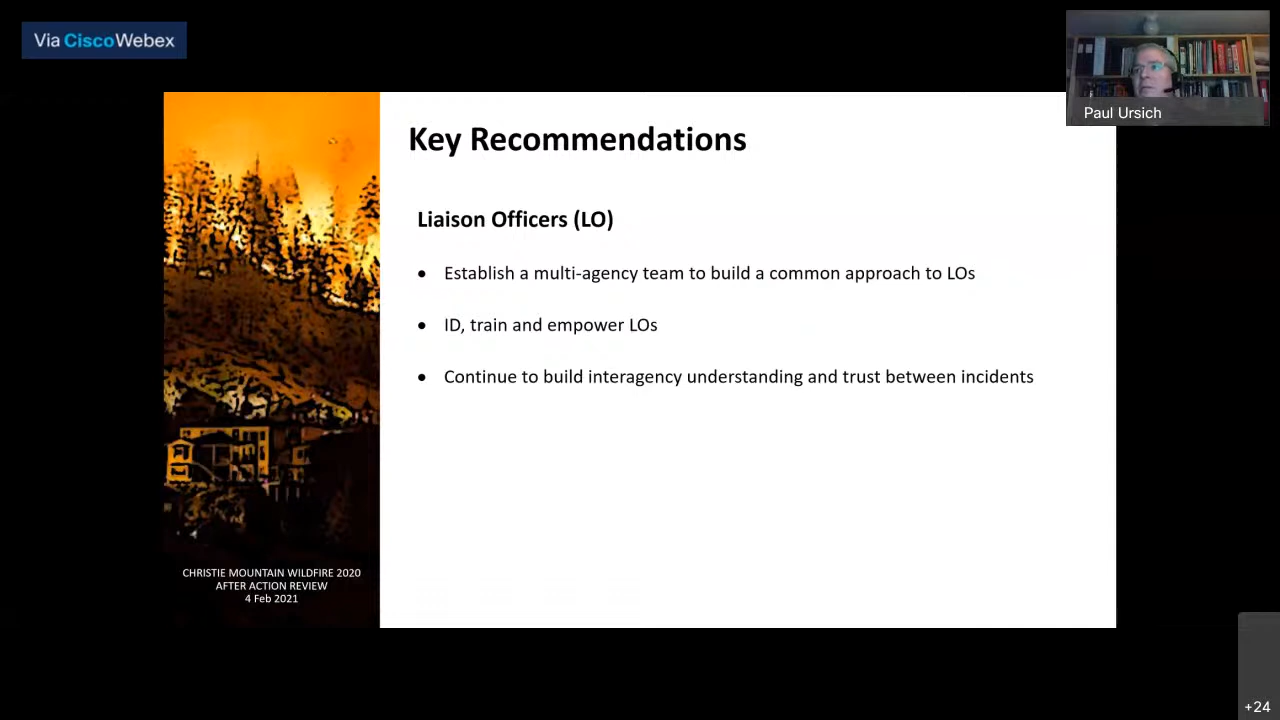 Via Cisco Webex
Paul Ursich
Key Recommendations
Liaison Officers (LO)
• Establish a multi-agency team to build a common approach to LOs
• ID, train and empower LOs
• Continue to build interagency understanding and trust between incidents
CHRISTIE MOUNTAIN WILDFIRE 2020
AFTER ACTION REVIEW
4 Feb 2021
+24